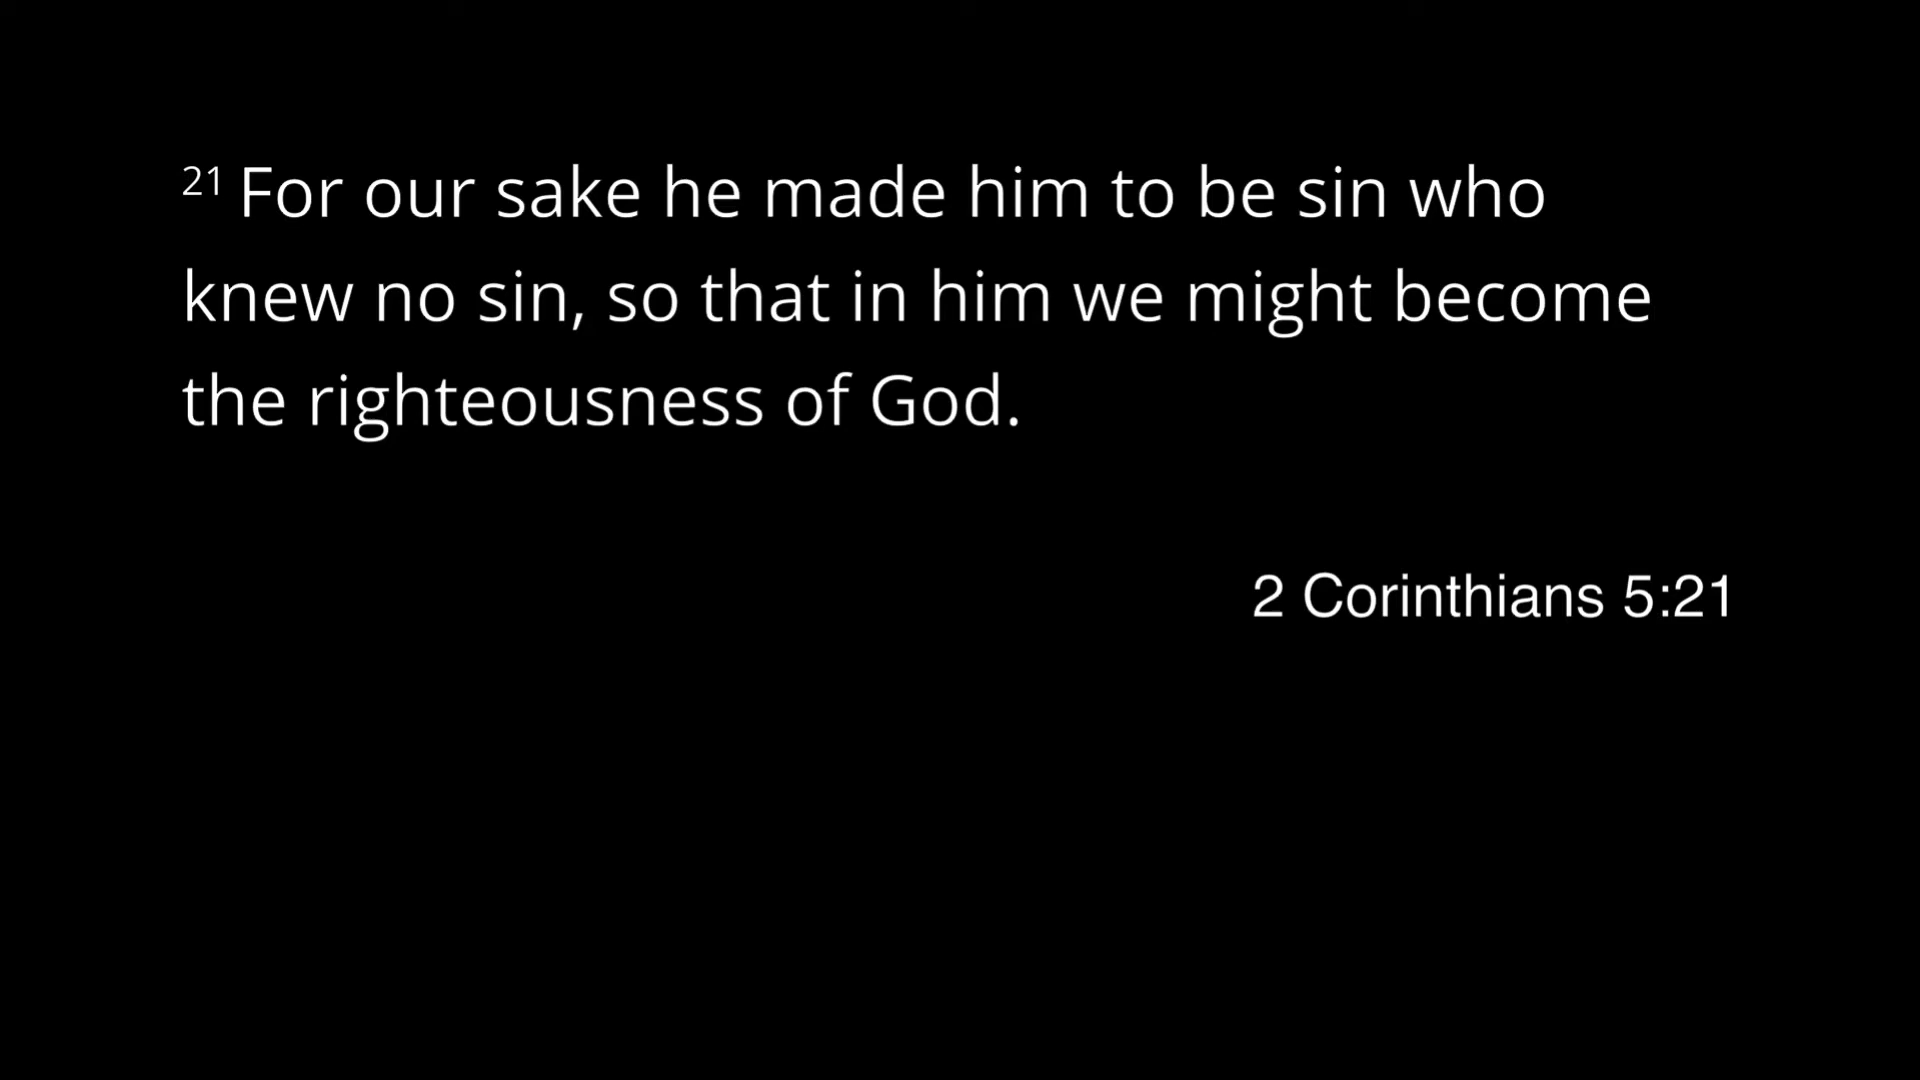 21 For our sake he made him to be sin who
knew no sin, so that in him we might become
the righteousness of God.
2 Corinthians 5:21